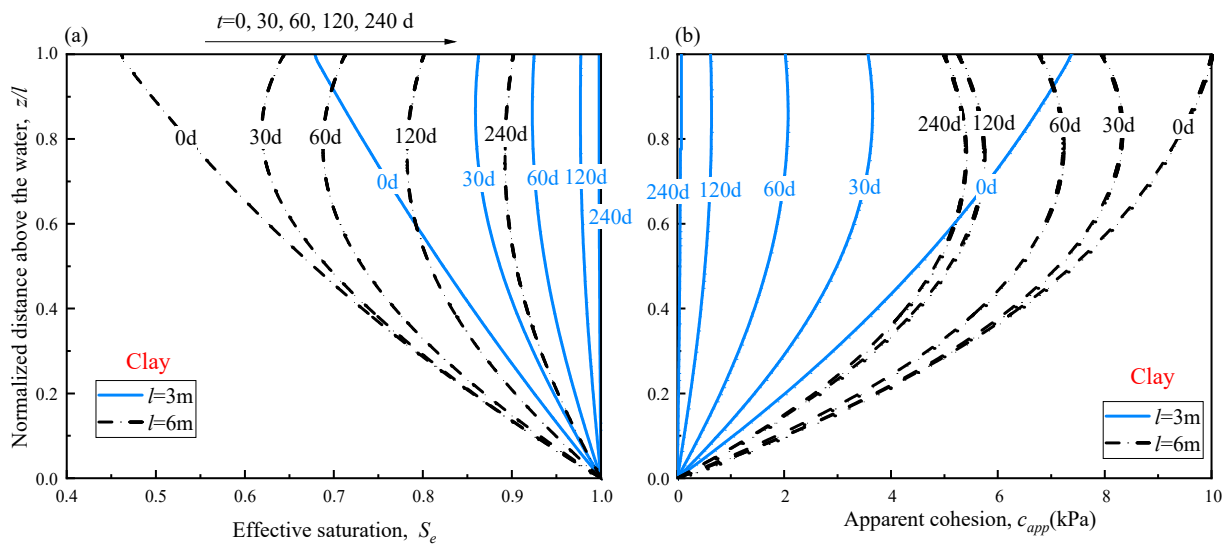 t=0, 30, 60, 120, 240 d
(a)
Normalized distance above the water, z/l
1.0
0.8
0.6
0.4
0.2
0.0
0d
30d
60d
120d
240d
0d
30d
60d
120d
240d
Clay
l=3m
l=6m
0.4
0.5
0.6
0.7
0.8
0.9
1.0
Effective saturation, Se
(b)
1.0
0.8
0.6
0.4
0.2
0.0
240d
120d
60d
30d
0d
240d
120d
60d
30d
0d
Clay
l=3m
l=6m
0
2
4
6
8
10
Apparent cohesion, capp(kPa)